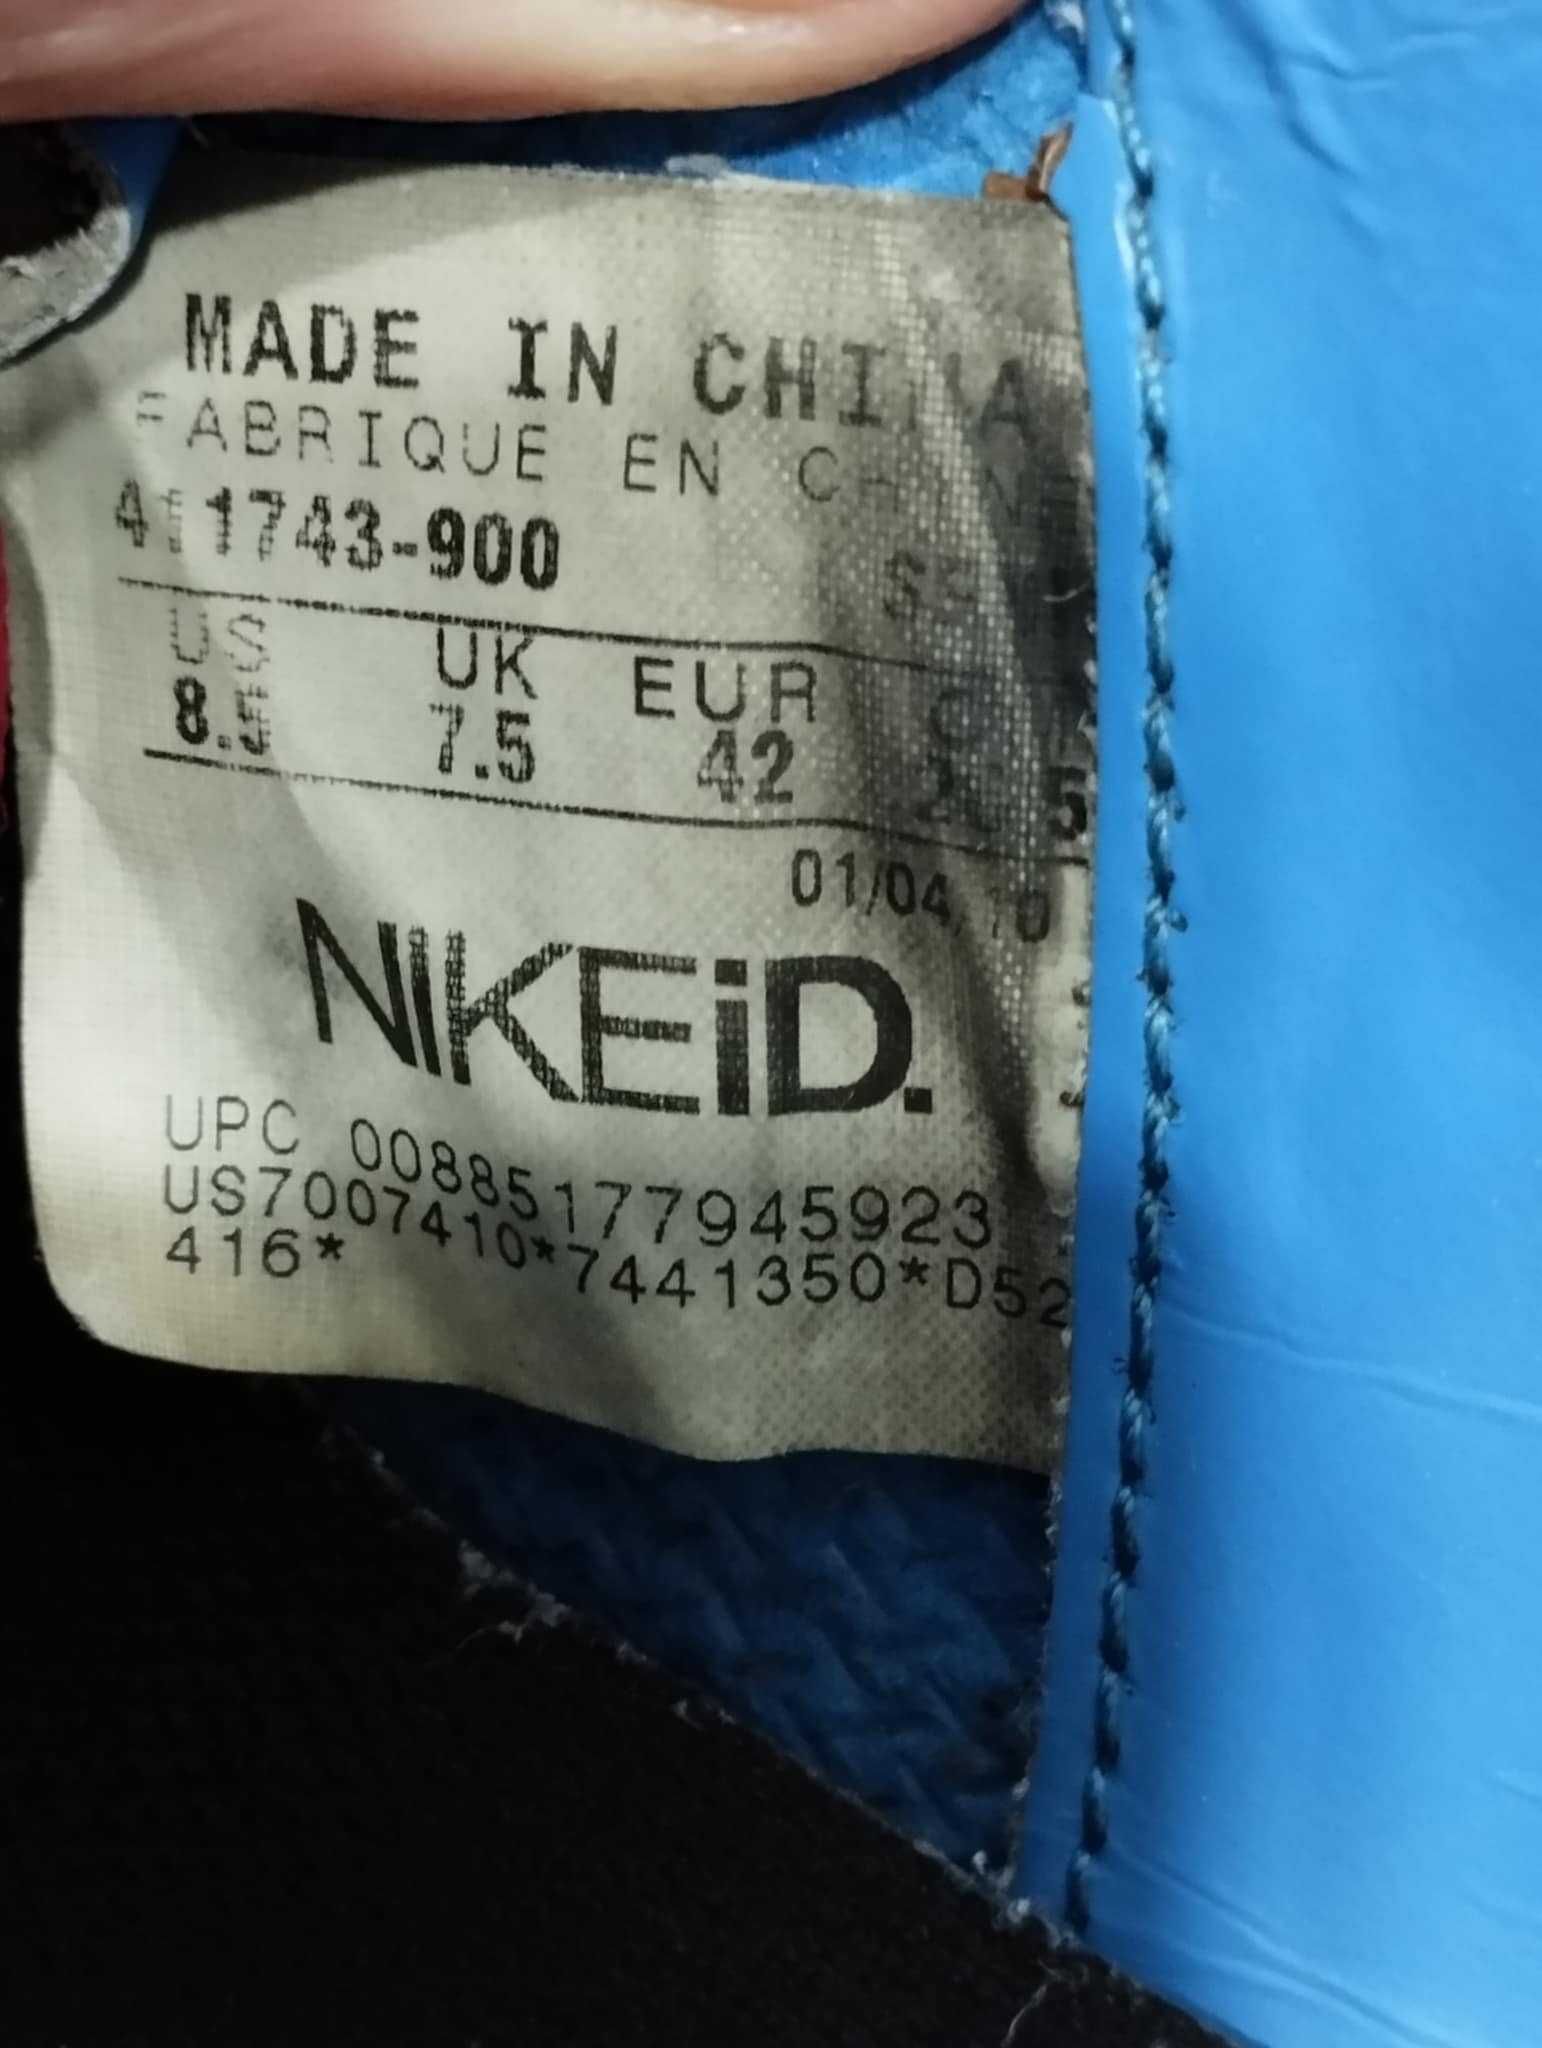 MADE IN CHINA
FABRIQUE EN CHINE
411743-900
US UK EUR
8.5 7.5 42
01/04/10
NIKEiD.
UPC 00885177945923
US7007410*7441350*D52
416*